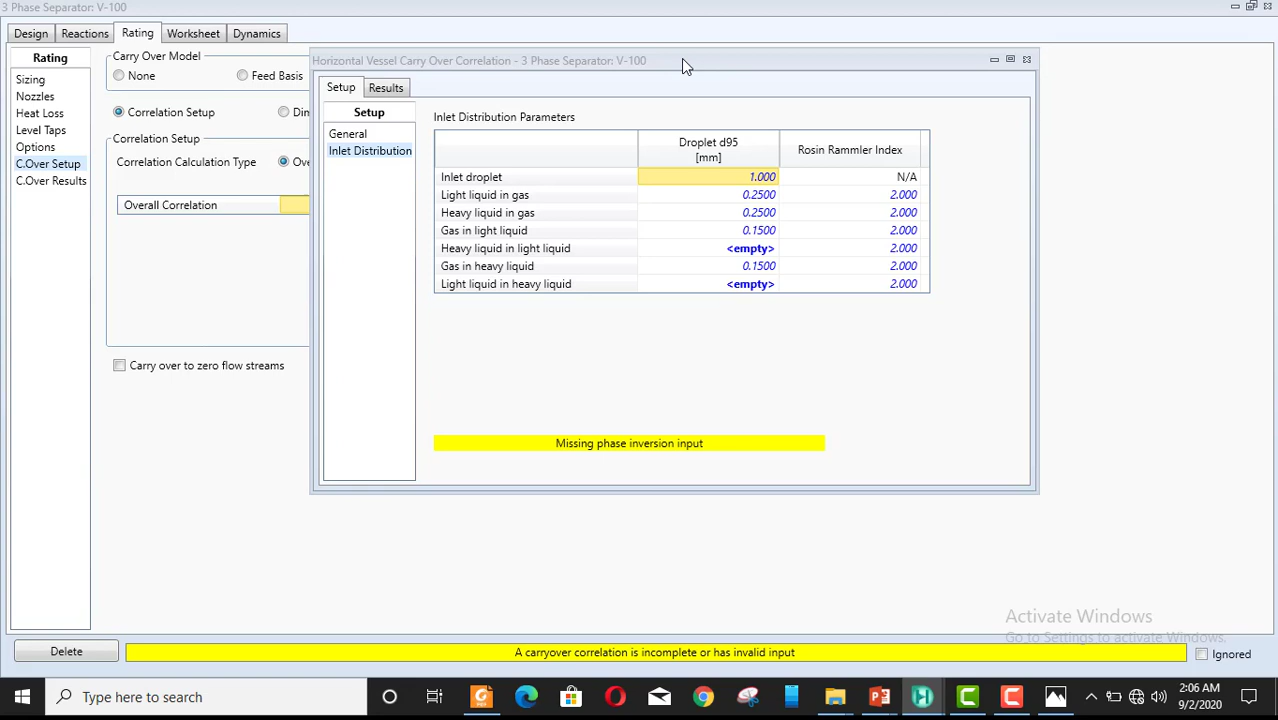 3 Phase Separator: V-100
Design Reactions Rating Worksheet Dynamics
Rating
Sizing
Nozzles
Heat Loss
Level Taps
Options
C.Over Setup
C.Over Results
Carry Over Model
None Feed Basis
Correlation Setup
Correlation Setup
Correlation Calculation Type
Overall Correlation
Carry over to zero flow streams
Horizontal Vessel Carry Over Correlation - 3 Phase Separator: V-100
Setup Results
Setup
General
Inlet Distribution
Inlet Distribution Parameters
Droplet d95 [mm] Rosin Rammler Index
Inlet droplet 1.000 N/A
Light liquid in gas 0.2500 2.000
Heavy liquid in gas 0.2500 2.000
Gas in light liquid 0.1500 2.000
Heavy liquid in light liquid <empty> 2.000
Gas in heavy liquid 0.1500 2.000
Light liquid in heavy liquid <empty> 2.000
Missing phase inversion input
Activate Windows
Go to Settings to activate Windows.
Delete A carryover correlation is incomplete or has invalid input Ignored
Type here to search
2:06 AM
9/2/2020